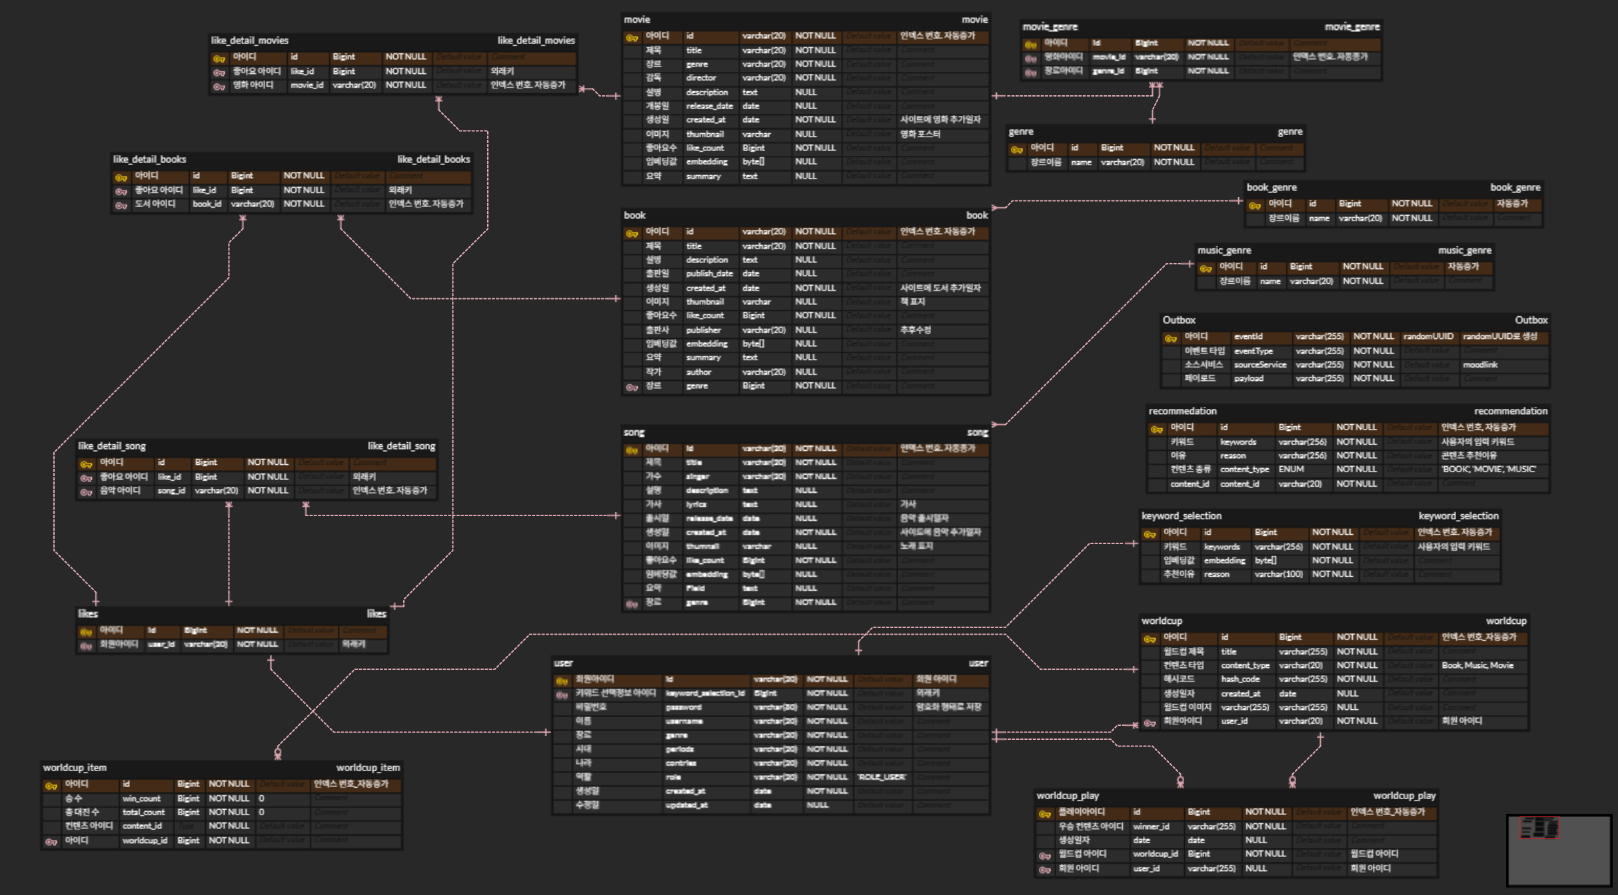 like_detail_movies like_detail_movies
아이디 id Bigint NOT NULL Default value Comment
좋아요 아이디 like_id Bigint NOT NULL Default value 외래키
영화 아이디 movie_id varchar(20) NOT NULL Default value 인덱스 번호. 자동증가
like_detail_books like_detail_books
아이디 id Bigint NOT NULL Default value Comment
좋아요 아이디 like_id Bigint NOT NULL Default value 외래키
도서 아이디 book_id varchar(20) NOT NULL Default value 인덱스 번호. 자동증가
like_detail_song like_detail_song
아이디 id Bigint NOT NULL Default value Comment
좋아요 아이디 like_id Bigint NOT NULL Default value 외래키
음악 아이디 song_id varchar(20) NOT NULL Default value 인덱스 번호. 자동증가
likes likes
아이디 id Bigint NOT NULL Default value Comment
회원아이디 user_id varchar(20) NOT NULL Default value 외래키
worldcup_item worldcup_item
아이디 id Bigint NOT NULL Default value 인덱스 번호_자동증가
승 수 win_count Bigint NOT NULL 0 Comment
총 대진 수 total_count Bigint NOT NULL 0 Comment
컨텐츠 아이디 content_id Type NOT NULL Default value Comment
아이디 worldcup_id Bigint NOT NULL Default value Comment
movie movie
아이디 id varchar(20) NOT NULL Default value 인덱스 번호. 자동증가
제목 title varchar(20) NOT NULL Default value Comment
장르 genre varchar(20) NOT NULL Default value Comment
감독 director varchar(20) NOT NULL Default value Comment
설명 description text NULL Default value Comment
개봉일 release_date date NULL Default value Comment
생성일 created_at date NOT NULL Default value 사이트에 영화 추가일자
이미지 thumbnail varchar NULL Default value 영화 포스터
좋아요수 like_count Bigint NOT NULL Default value Comment
임베딩값 embedding byte[] NULL Default value Comment
요약 summary text NULL Default value Comment
book book
아이디 id varchar(20) NOT NULL Default value 인덱스 번호. 자동증가
제목 title varchar(20) NOT NULL Default value Comment
설명 description text NULL Default value Comment
출판일 publish_date date NULL Default value Comment
생성일 created_at date NOT NULL Default value 사이트에 도서 추가일자
이미지 thumbnail varchar NULL Default value 책 표지
좋아요수 like_count Bigint NOT NULL Default value Comment
출판사 publisher varchar(20) NULL Default value 추후수정
임베딩값 embedding byte[] NULL Default value Comment
요약 summary text NULL Default value Comment
작가 author varchar(20) NULL Default value Comment
장르 genre Bigint NOT NULL Default value Comment
song song
아이디 id varchar(20) NOT NULL Default value 인덱스 번호. 자동증가
제목 title varchar(20) NOT NULL Default value Comment
가수 singer varchar(20) NOT NULL Default value Comment
설명 description text NULL Default value Comment
가사 lyrics text NULL Default value 가사
출시일 release_date date NULL Default value 음악 출시일자
생성일 created_at date NOT NULL Default value 사이드에 음악 추가일자
이미지 thumnail varchar NULL Default value 노래 표지
좋아요수 like_count Bigint NOT NULL Default value Comment
임베딩값 embedding byte[] NULL Default value Comment
요약 Field text NULL Default value Comment
장르 genre Bigint NOT NULL Default value Comment
user user
회원아이디 id varchar(20) NOT NULL Default value 회원 아이디
키워드 선택정보 아이디 keyword_selection_id Bigint NOT NULL Default value 외래키
비밀번호 password varchar(80) NOT NULL Default value 암호화 형태로 저장
이름 username varchar(20) NOT NULL Default value Comment
장르 genre varchar(20) NOT NULL Default value Comment
시대 periods varchar(20) NOT NULL Default value Comment
나라 contries varchar(20) NOT NULL Default value Comment
역할 role varchar(20) NOT NULL 'ROLE_USER' Comment
생성일 created_at date NOT NULL Default value Comment
수정일 updated_at date NULL Default value Comment
movie_genre movie_genre
아이디 id Bigint NOT NULL Default value Comment
영화아이디 movie_id varchar(20) NOT NULL Default value 인덱스 번호. 자동증가
장르아이디 genre_id Bigint NOT NULL Default value Comment
genre genre
아이디 id Bigint NOT NULL Default value Comment
장르이름 name varchar(20) NOT NULL Default value Comment
book_genre book_genre
아이디 id Bigint NOT NULL Default value 자동증가
장르이름 name varchar(20) NOT NULL Default value Comment
music_genre music_genre
아이디 id Bigint NOT NULL Default value 자동증가
장르이름 name varchar(20) NOT NULL Default value Comment
Outbox Outbox
아이디 eventId varchar(255) NOT NULL randomUUID randomUUID로 생성
이벤트 타입 eventType varchar(255) NOT NULL Default value Comment
소스서비스 sourceService varchar(255) NOT NULL Default value moodlink
페이로드 payload varchar(255) NOT NULL Default value Comment
recommedation recommendation
아이디 id Bigint NOT NULL Default value 인덱스 번호, 자동증가
키워드 keywords varchar(256) NOT NULL Default value 사용자의 입력 키워드
이유 reason varchar(256) NOT NULL Default value 콘텐츠 추천이유
컨텐츠 종류 content_type ENUM NOT NULL Default value 'BOOK', 'MOVIE', 'MUSIC'
content_id content_id varchar(20) NOT NULL Default value Comment
keyword_selection keyword_selection
아이디 id Bigint NOT NULL Default value 인덱스 번호, 자동증가
키워드 keywords varchar(256) NOT NULL Default value 사용자의 입력 키워드
임베딩값 embedding byte[] NOT NULL Default value Comment
추천이유 reason varchar(100) NOT NULL Default value Comment
worldcup worldcup
아이디 id Bigint NOT NULL Default value 인덱스 번호_자동증가
월드컵 제목 title varchar(255) NOT NULL Default value Comment
컨텐츠 타입 content_type varchar(20) NOT NULL Default value Book, Music, Movie
해시코드 hash_code varchar(255) NOT NULL Default value Comment
생성일자 created_at date NULL Default value Comment
월드컵 이미지 varchar(255) varchar(255) NULL Default value Comment
회원아이디 user_id varchar(20) NOT NULL Default value 회원 아이디
worldcup_play worldcup_play
플레이아이디 id Bigint NOT NULL Default value 인덱스 번호_자동증가
우승 컨텐츠 아이디 winner_id varchar(255) NOT NULL Default value Comment
생성일자 date date NULL Default value Comment
월드컵 아이디 worldcup_id Bigint NOT NULL Default value 월드컵 아이디
회원 아이디 user_id varchar(255) NOT NULL Default value 회원 아이디